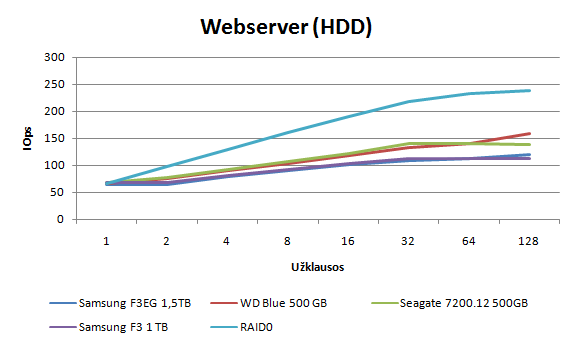 Webserver (HDD)
300
250
200
150
100
50
0
IOps
1 2 4 8 16 32 64 128
Užklausos
Samsung F3EG 1,5TB WD Blue 500 GB Seagate 7200.12 500GB
Samsung F3 1 TB RAID0